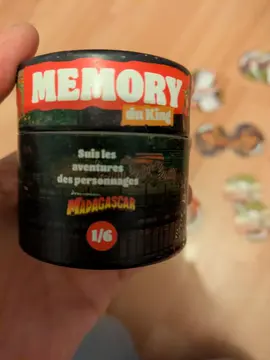 MEMORY
du King
Suis les
aventures
des personnages
MADAGASCAR
1/6